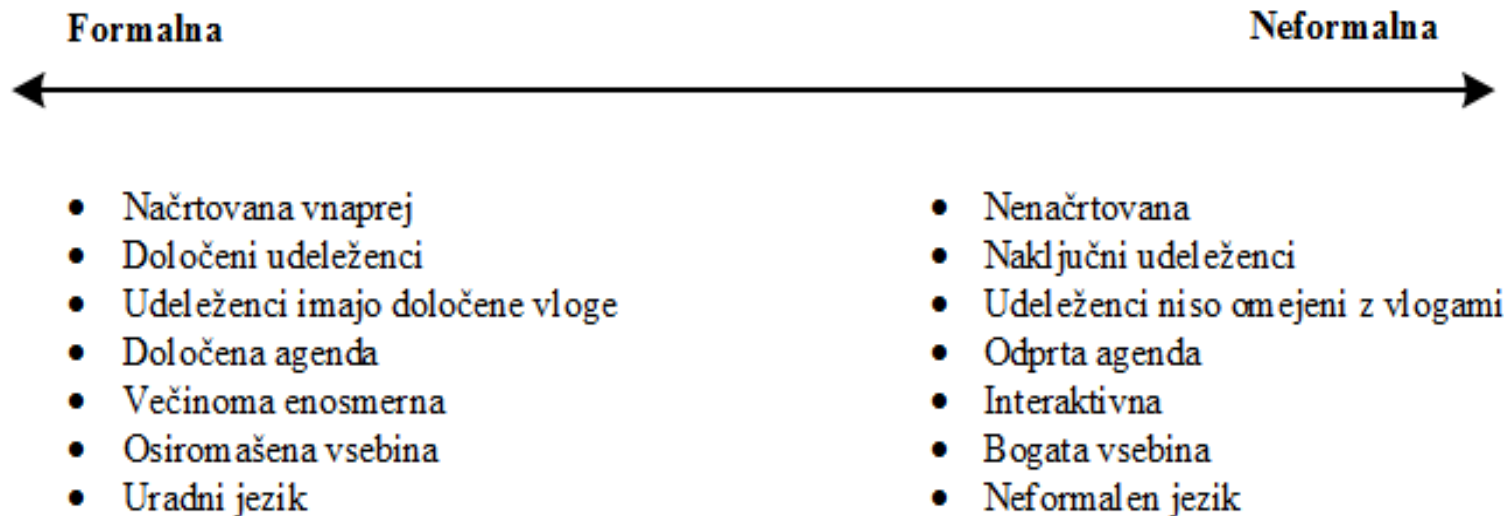 Formalna
Neformalna
• Načrtovana vnaprej
• Določeni udeleženci
• Udeleženci imajo določene vloge
• Določena agenda
• Večinoma enosmerna
• Osiromašena vsebina
• Uradni jezik
• Nenačrtovana
• Naključni udeleženci
• Udeleženci niso omejeni z vlogami
• Odprta agenda
• Interaktivna
• Bogata vsebina
• Neformalen jezik